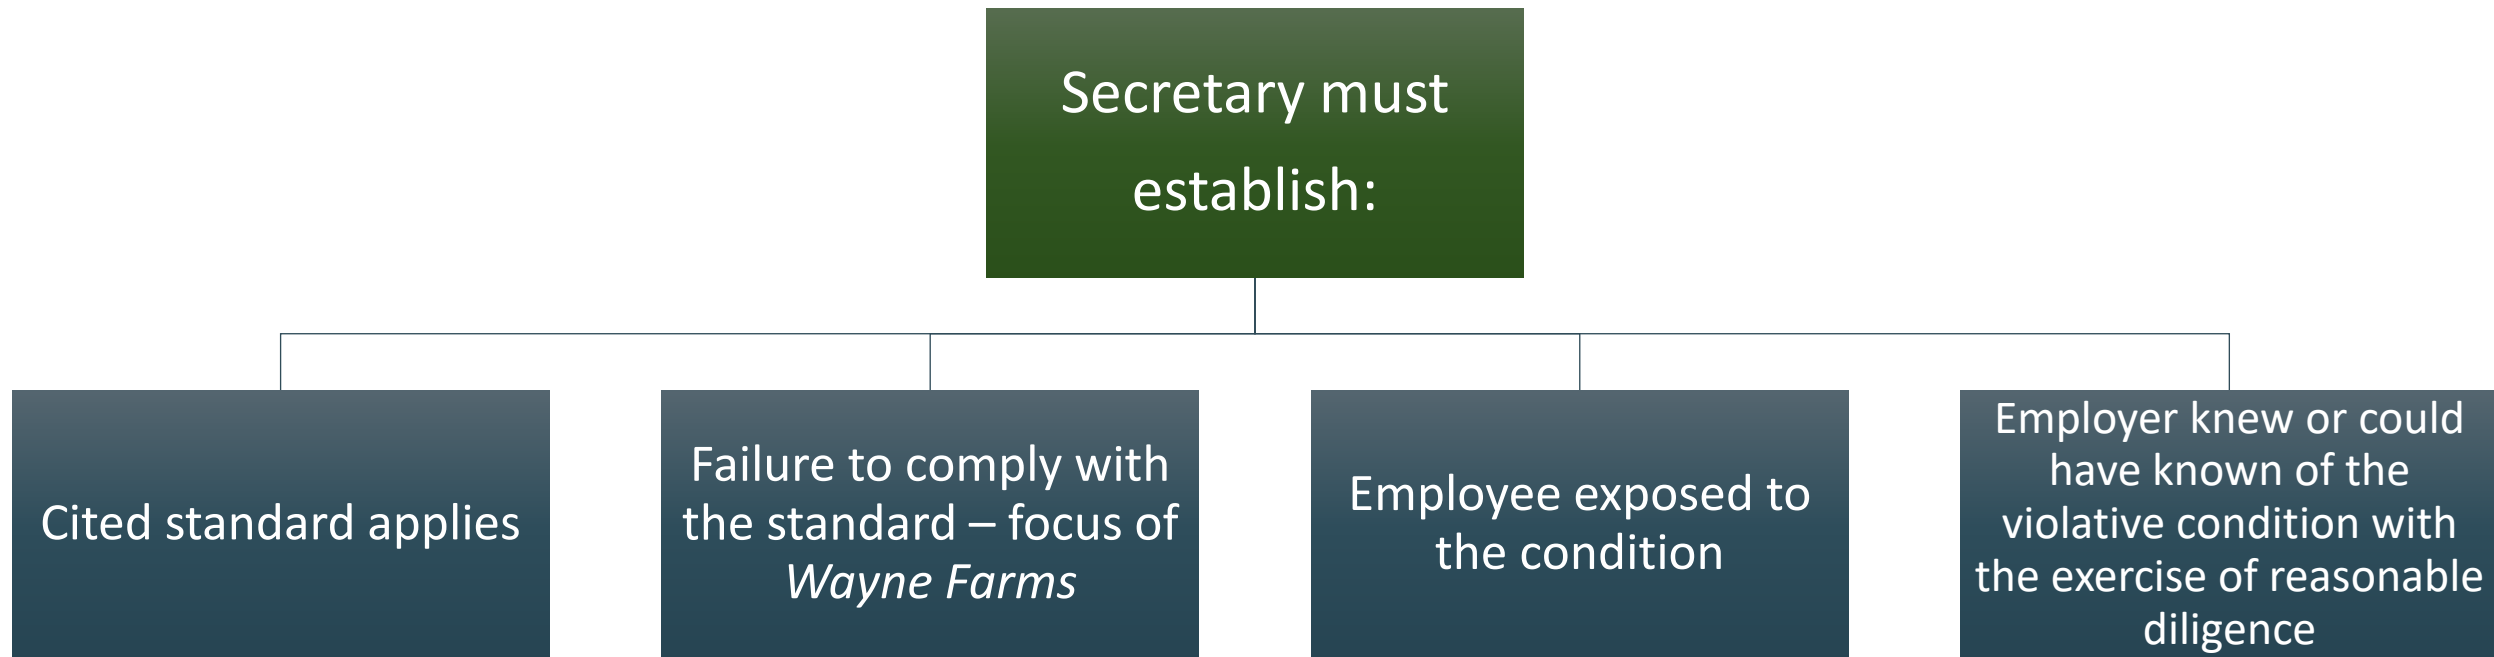 Secretary must
establish:
Cited standard applies
Failure to comply with
the standard – focus of
Wayne Farms
Employee exposed to
the condition
Employer knew or could
have known of the
violative condition with
the exercise of reasonable
diligence